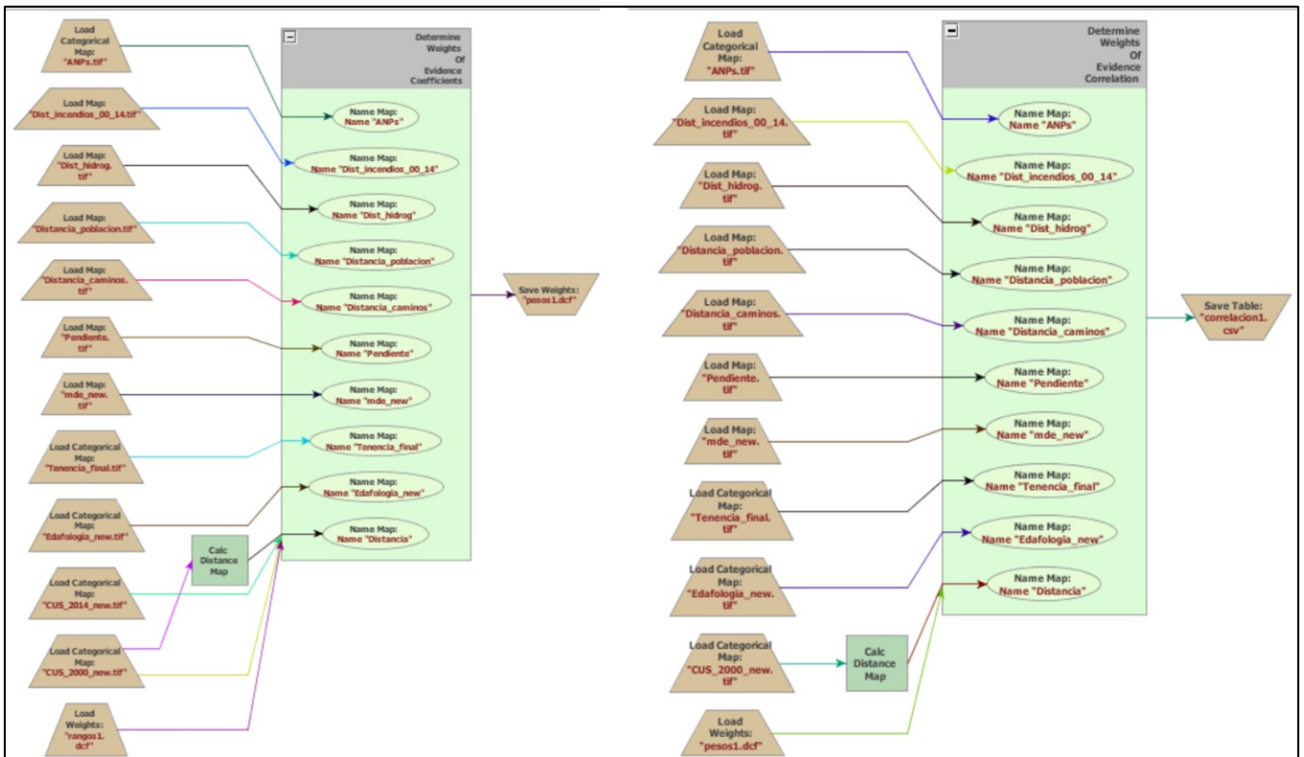 Load
Categorical
Map:
"ANPs.tif"
Load Map:
"Dist_incendios_00_14.tif"
Load Map:
"Dist_hidrog.
tif"
Load Map:
"Distancia_poblacion.tif"
Load Map:
"Distancia_caminos.
tif"
Load Map:
"Pendiente.
tif"
Load Map:
"mde_new.
tif"
Load Categorical
Map:
"Tenencia_final.tif"
Load Categorical
Map:
"Edafologia_new.tif"
Load Categorical
Map:
"CUS_2014_new.tif"
Load Categorical
Map:
"CUS_2000_new.tif"
Load
Weights:
"rangos1.
dcf"
Calc
Distance
Map
Determine
Weights
Of
Evidence
Coefficients
Name Map:
Name "ANPs"
Name Map:
Name "Dist_incendios_00_14"
Name Map:
Name "Dist_hidrog"
Name Map:
Name "Distancia_poblacion"
Name Map:
Name "Distancia_caminos"
Name Map:
Name "Pendiente"
Name Map:
Name "mde_new"
Name Map:
Name "Tenencia_final"
Name Map:
Name "Edafologia_new"
Name Map:
Name "Distancia"
Save Weights:
"pesos1.dcf"
Load
Categorical
Map:
"ANPs.tif"
Load Map:
"Dist_incendios_00_14.
tif"
Load Map:
"Dist_hidrog.
tif"
Load Map:
"Distancia_poblacion.
tif"
Load Map:
"Distancia_caminos.
tif"
Load Map:
"Pendiente.
tif"
Load Map:
"mde_new.
tif"
Load Categorical
Map:
"Tenencia_final.
tif"
Load Categorical
Map:
"Edafologia_new.
tif"
Load Categorical
Map:
"CUS_2000_new.
tif"
Load
Weights:
"pesos1.dcf"
Calc
Distance
Map
Determine
Weights
Of
Evidence
Correlation
Name Map:
Name "ANPs"
Name Map:
Name "Dist_incendios_00_14"
Name Map:
Name "Dist_hidrog"
Name Map:
Name "Distancia_poblacion"
Name Map:
Name "Distancia_caminos"
Name Map:
Name "Pendiente"
Name Map:
Name "mde_new"
Name Map:
Name "Tenencia_final"
Name Map:
Name "Edafologia_new"
Name Map:
Name "Distancia"
Save Table:
"correlacion1.
csv"